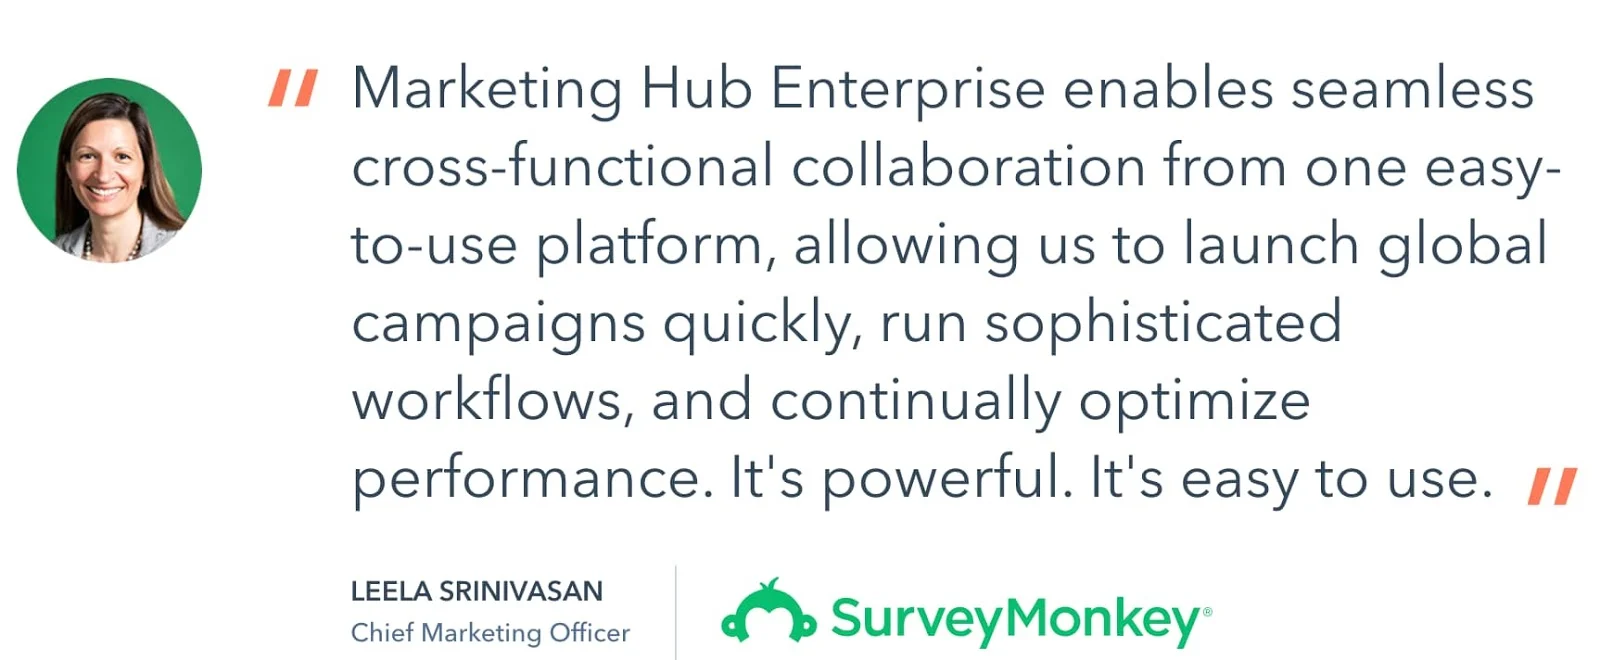 Marketing Hub Enterprise enables seamless
cross-functional collaboration from one easy-
to-use platform, allowing us to launch global
campaigns quickly, run sophisticated
workflows, and continually optimize
performance. It's powerful. It's easy to use.
LEELA SRINIVASAN
Chief Marketing Officer
SurveyMonkey®